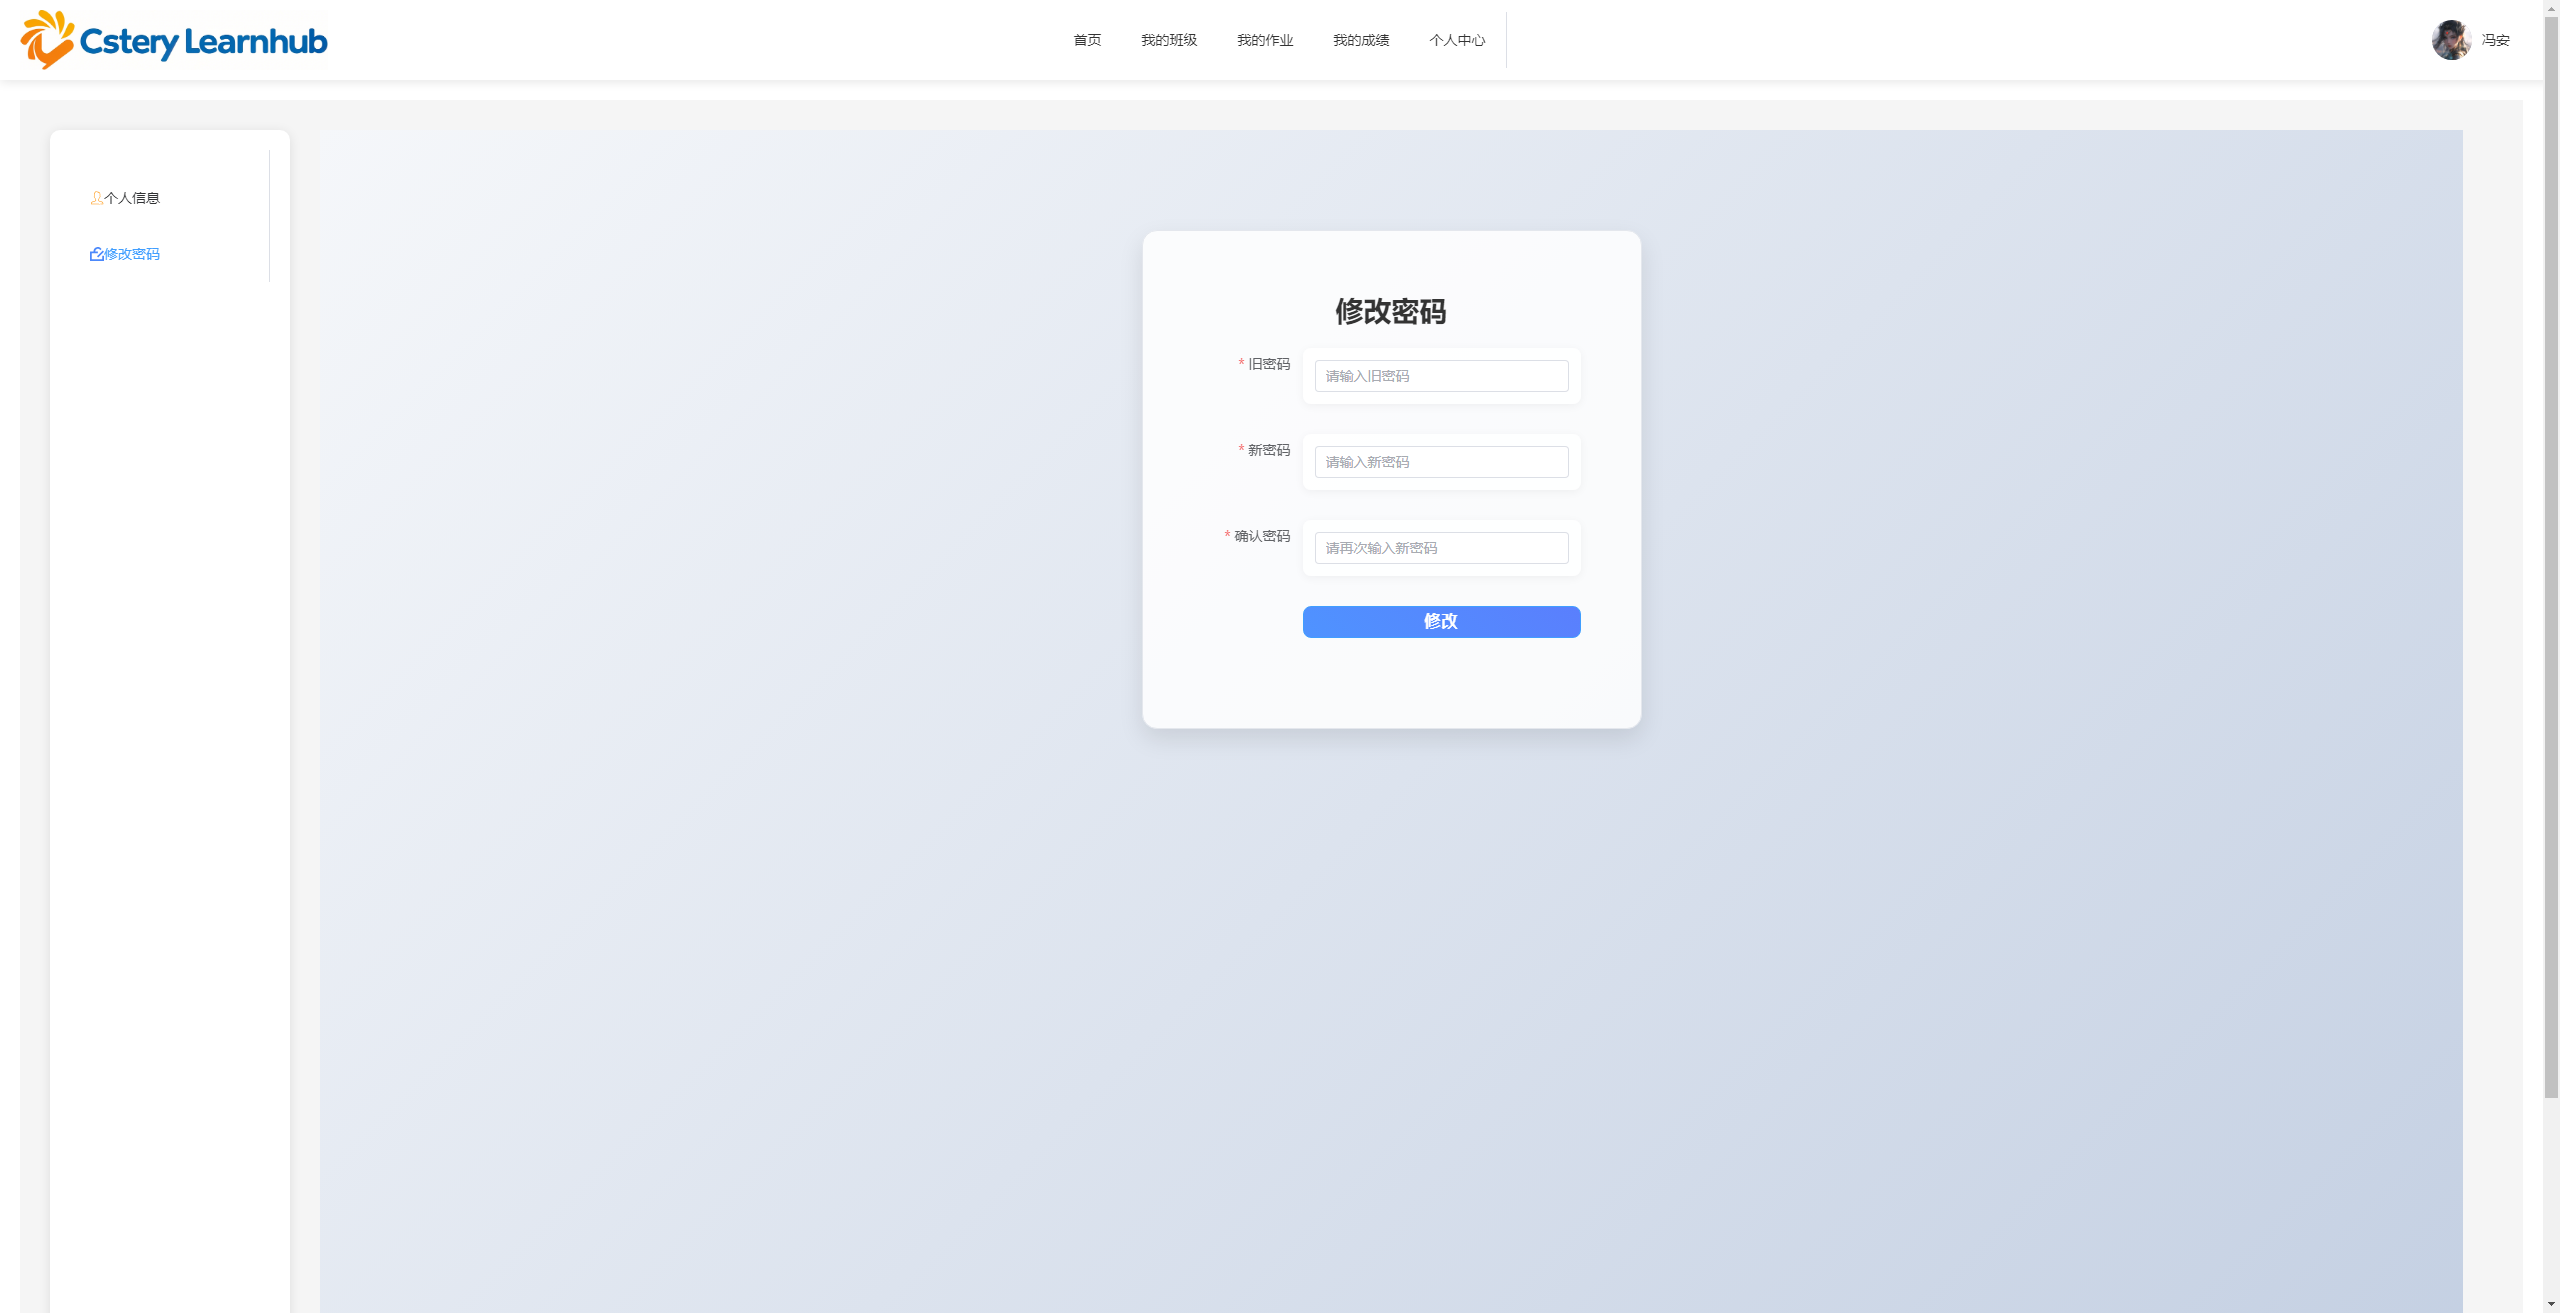 Cstery Learnhub
首页
我的班级
我的作业
我的成绩
个人中心
冯安
个人信息
修改密码
修改密码
* 旧密码
请输入旧密码
* 新密码
请输入新密码
* 确认密码
请再次输入新密码
修改